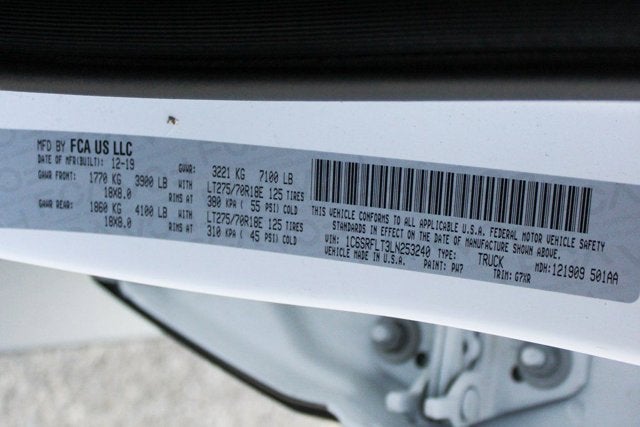 MFD BY FCA US LLC
DATE OF MFR(BUILT): 12-19 GVWR: 3221 KG 7100 LB
GAWR FRONT: 1770 KG 3900 LB WITH LT275/70R18E 125 TIRES
18X8.0 RIMS AT 380 KPA ( 55 PSI) COLD
GAWR REAR: 1860 KG 4100 LB WITH LT275/70R18E 125 TIRES
18X8.0 RIMS AT 310 KPA ( 45 PSI) COLD
THIS VEHICLE CONFORMS TO ALL APPLICABLE U.S.A. FEDERAL MOTOR VEHICLE SAFETY
STANDARDS IN EFFECT ON THE DATE OF MANUFACTURE SHOWN ABOVE.
VIN: 1C6SRFLT3LN253240 TYPE: TRUCK MDH: 121909 501AA
VEHICLE MADE IN U.S.A. PAINT: PW7 TRIM: G7XR